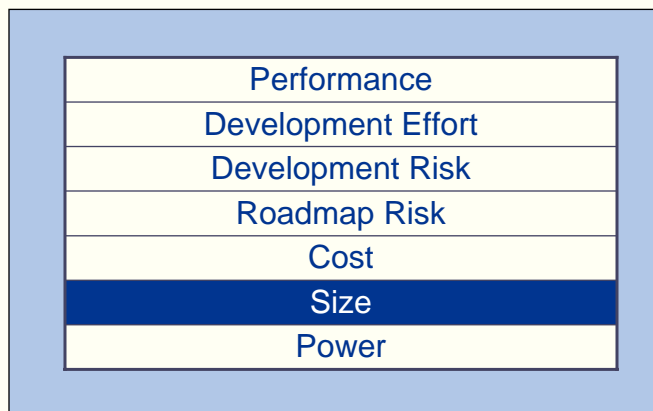 Performance
Development Effort
Development Risk
Roadmap Risk
Cost
Size
Power